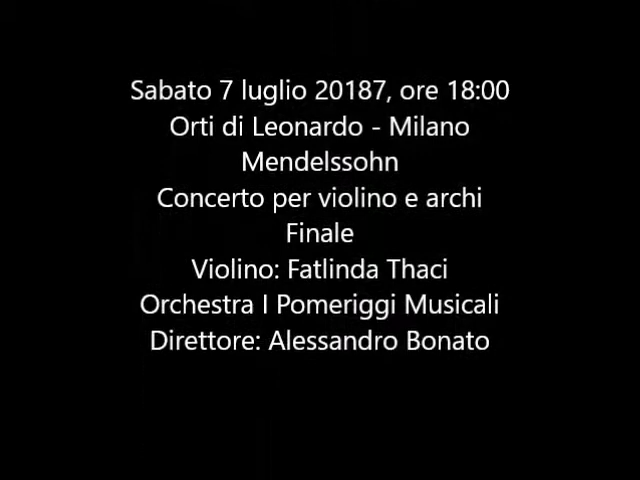 Sabato 7 luglio 20187, ore 18:00
Orti di Leonardo - Milano
Mendelssohn
Concerto per violino e archi
Finale
Violino: Fatlinda Thaci
Orchestra I Pomeriggi Musicali
Direttore: Alessandro Bonato